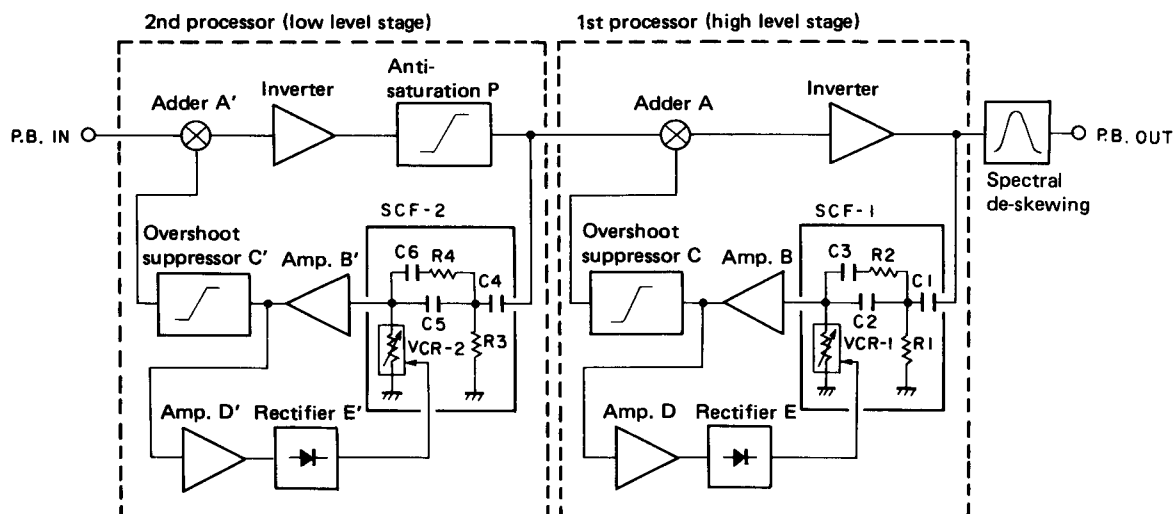 2nd processor (low level stage)
1st processor (high level stage)
Anti-
saturation P
Inverter
Adder A'
P.B. IN
Adder A
Inverter
P.B. OUT
Spectral
de-skewing
SCF-2
Overshoot
suppressor C'
Amp. B'
C6
R4
C4
C5
R3
VCR-2
Amp. D'
Rectifier E'
SCF-1
Overshoot
suppressor C
Amp. B
C3
R2
C1
C2
R1
VCR-1
Amp. D
Rectifier E